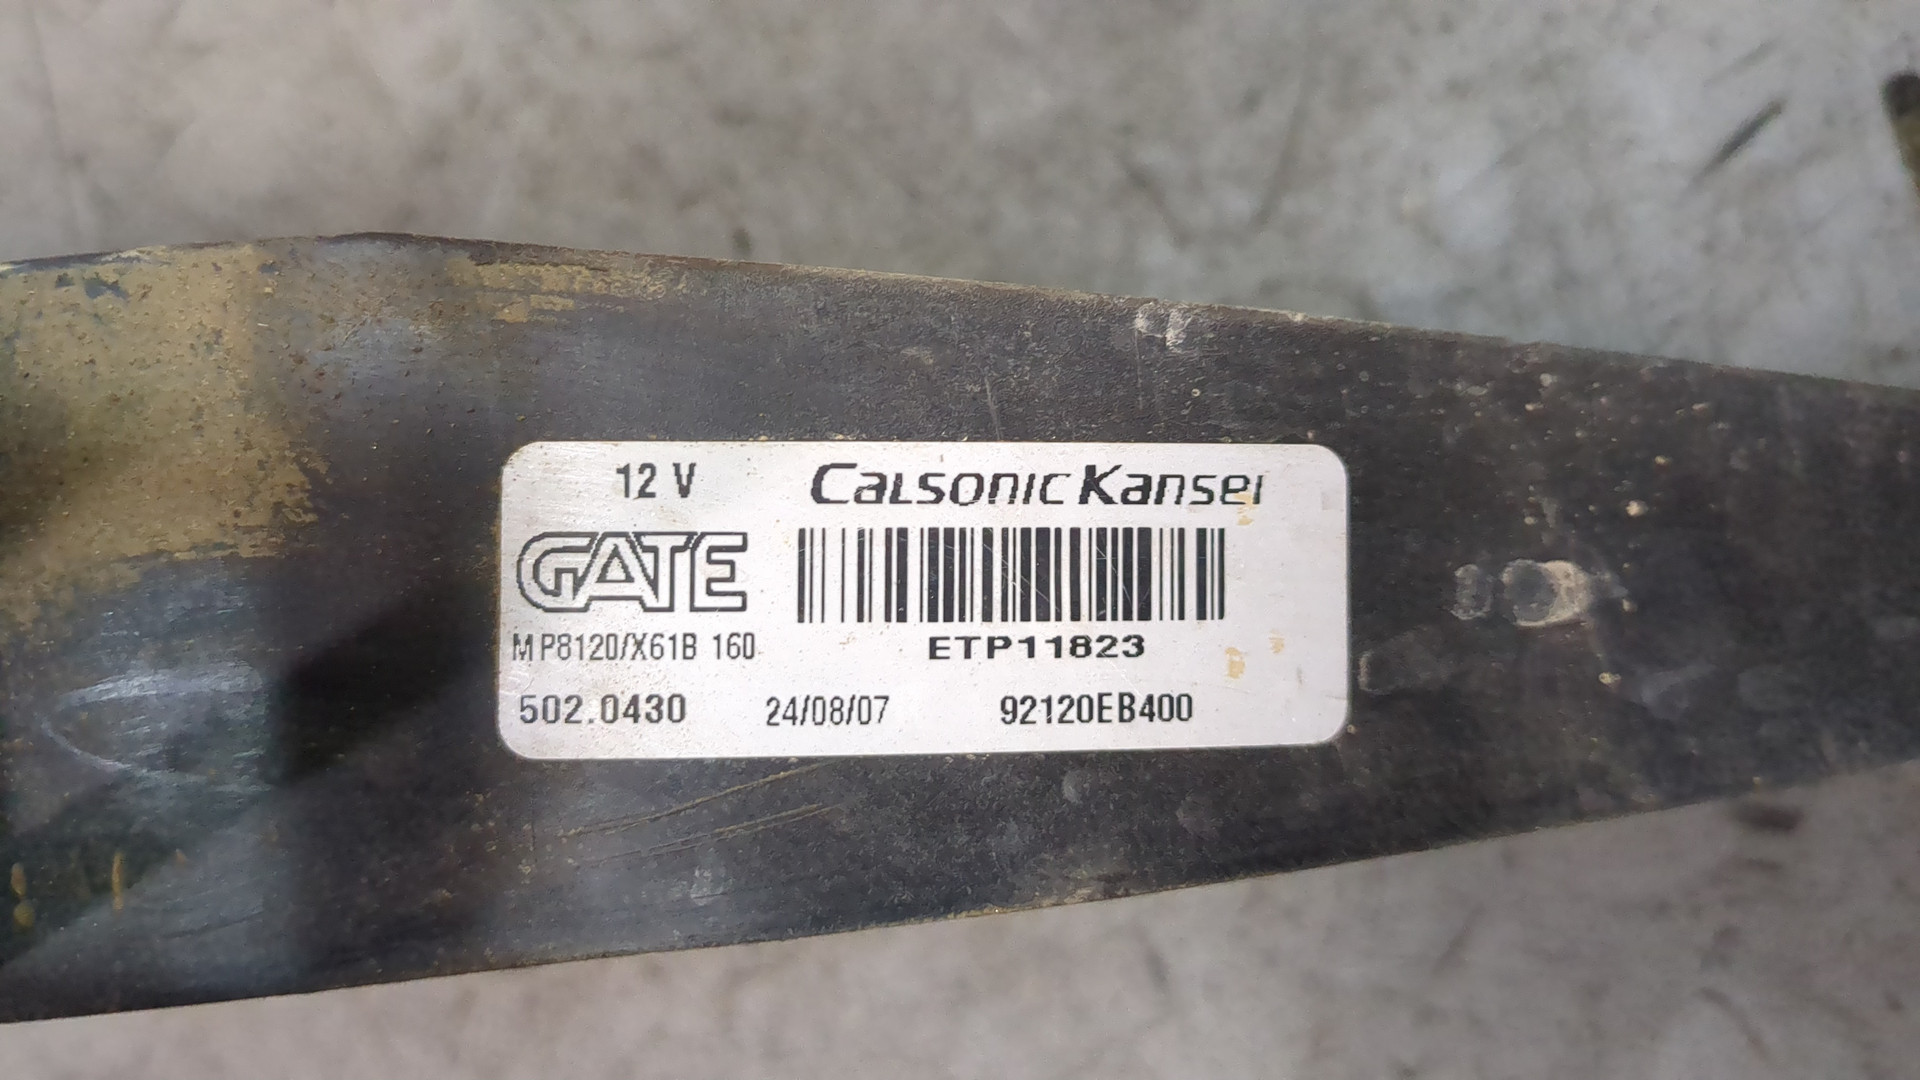 12 V CALSONIC Kansei
GATE
MP8120/X61B 160 ETP11823
502.0430 24/08/07 92120EB400